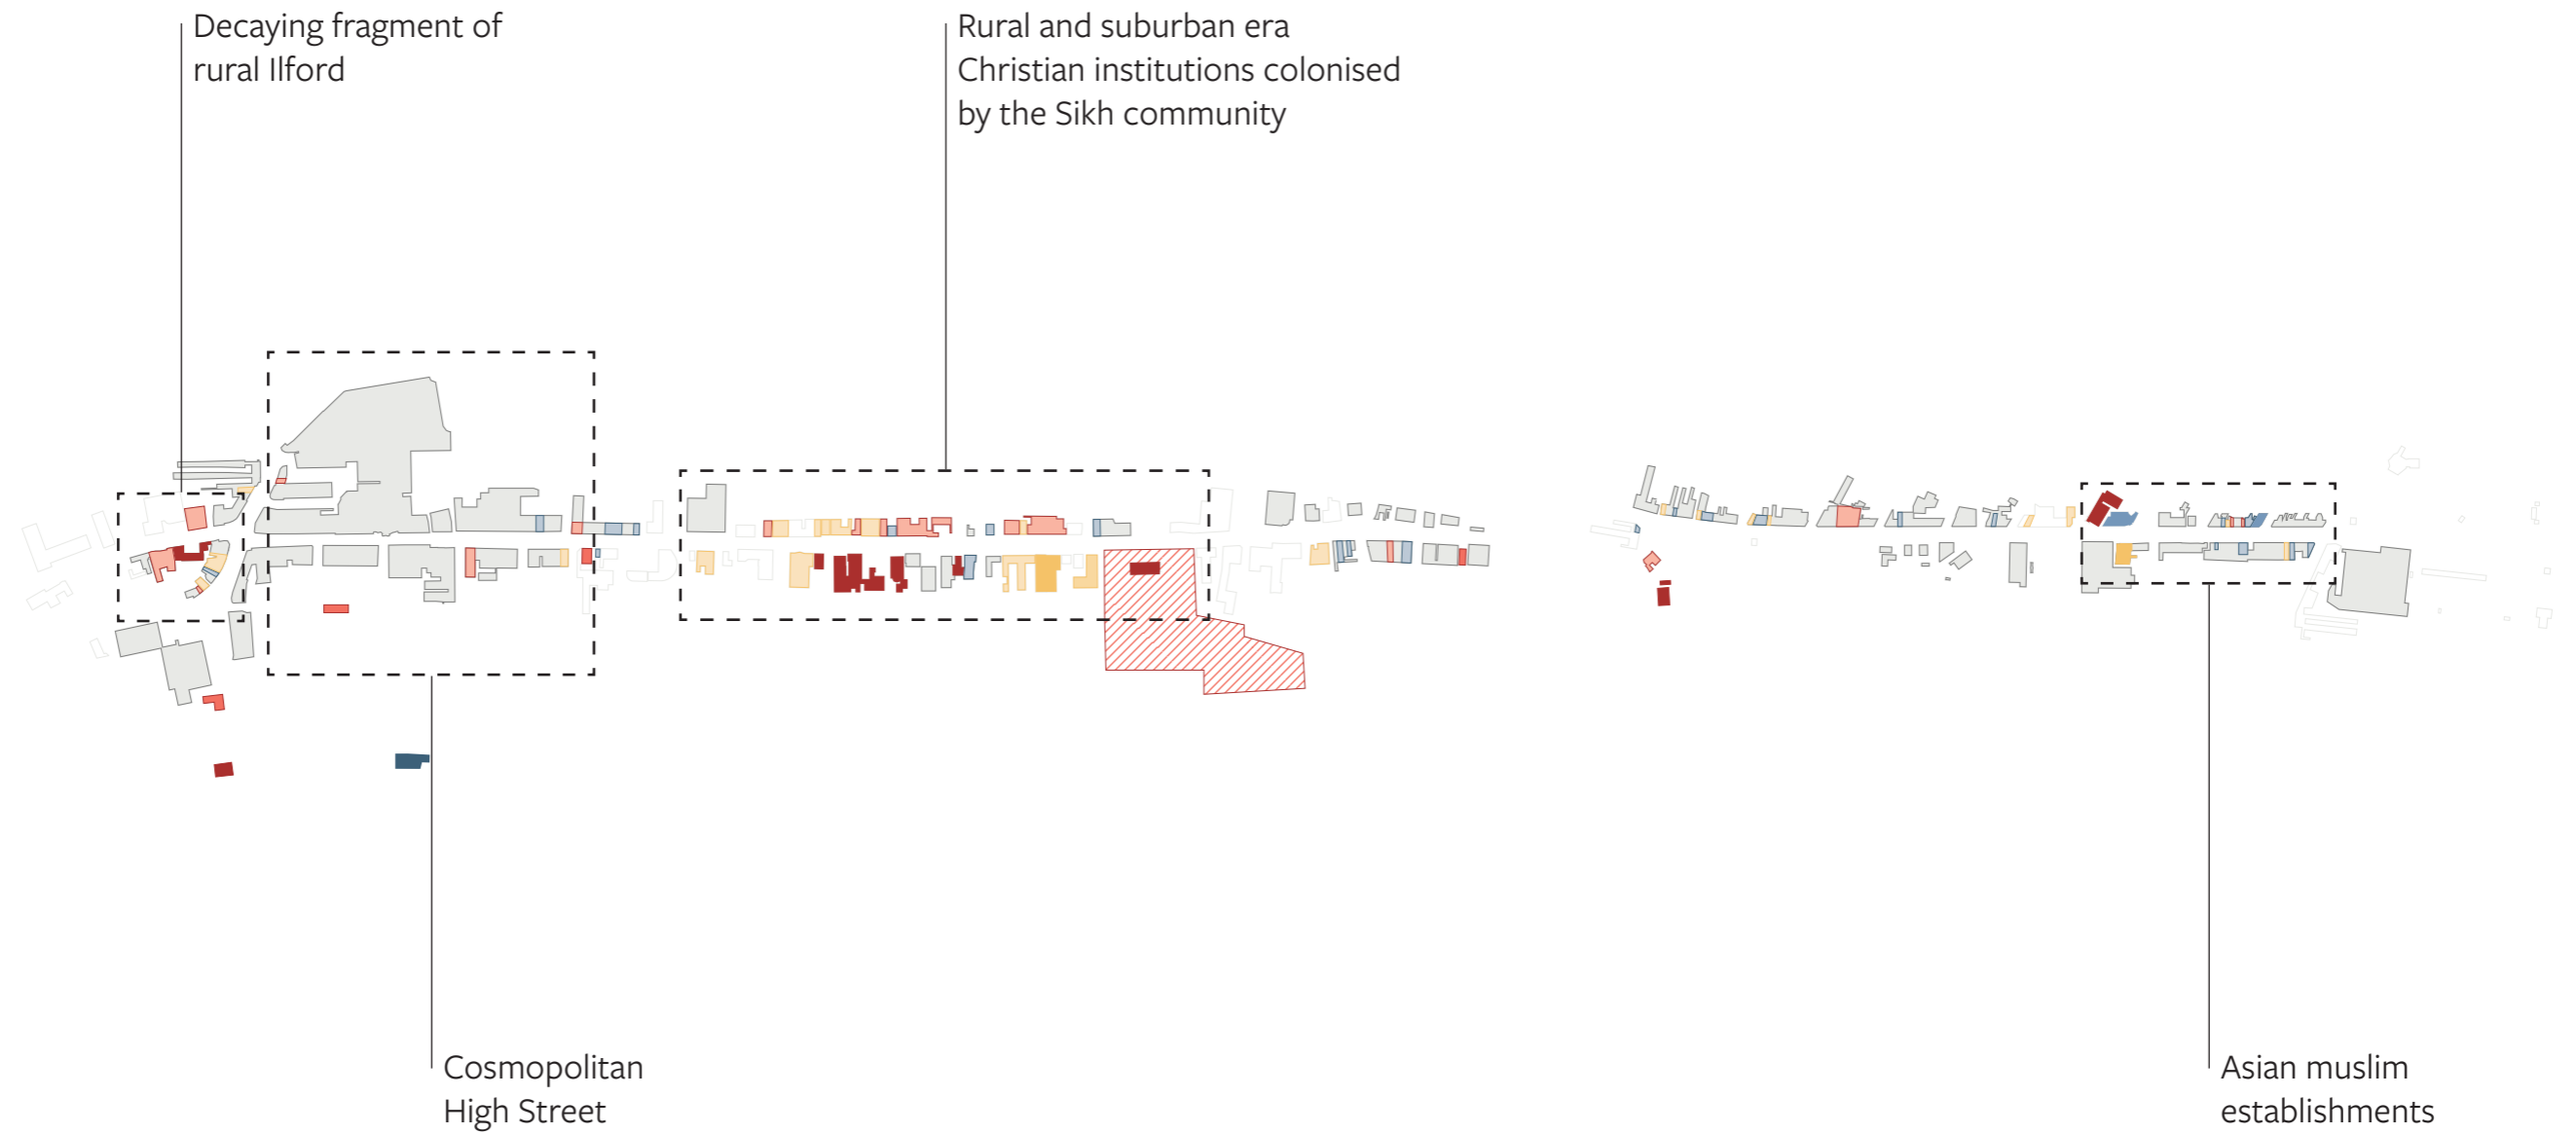 Decaying fragment of
rural Ilford
Rural and suburban era
Christian institutions colonised
by the Sikh community
Cosmopolitan
High Street
Asian muslim
establishments